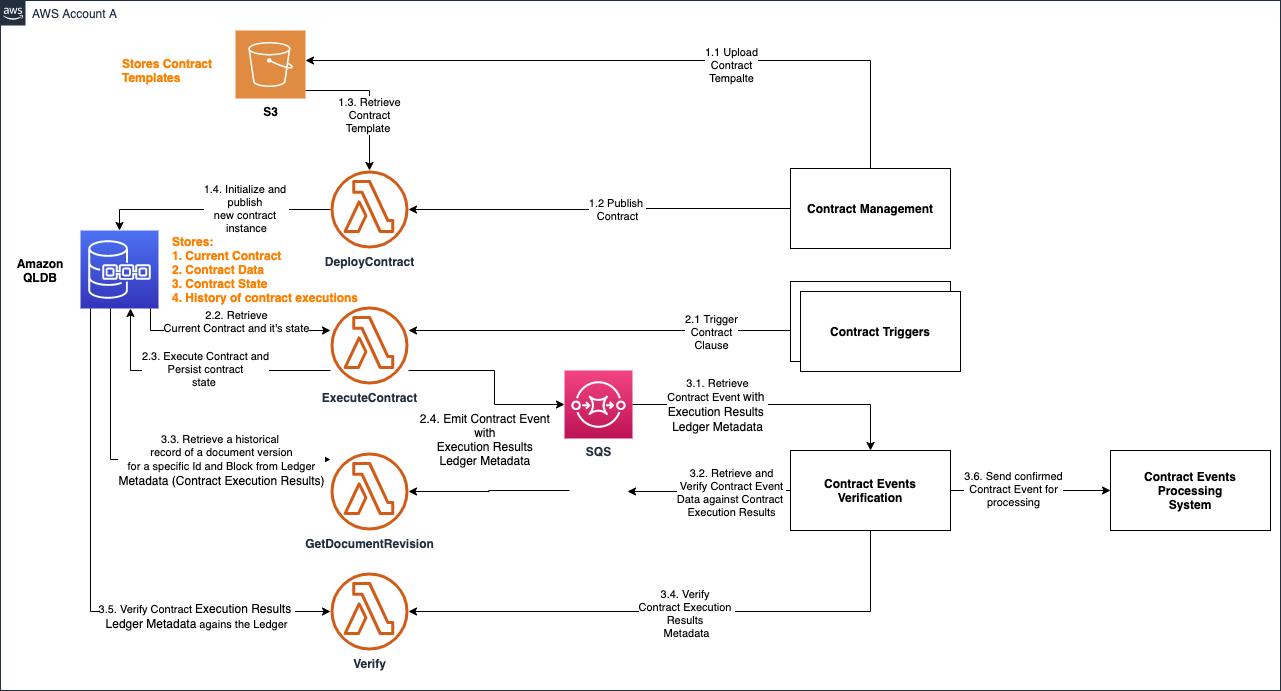 aws
AWS Account A
Stores Contract
Templates
S3
1.1 Upload
Contract
Tempalte
1.3. Retrieve
Contract
Template
1.4. Initialize and
publish
new contract
instance
1.2 Publish
Contract
Contract Management
DeployContract
Amazon
QLDB
Stores:
1. Current Contract
2. Contract Data
3. Contract State
4. History of contract executions
2.2. Retrieve
Current Contract and it's state
2.1 Trigger
Contract
Clause
Contract Triggers
2.3. Execute Contract and
Persist contract
state
ExecuteContract
2.4. Emit Contract Event
with
Execution Results
Ledger Metadata
SQS
3.1. Retrieve
Contract Event with
Execution Results
Ledger Metadata
3.3. Retrieve a historical
record of a document version
for a specific Id and Block from Ledger
Metadata (Contract Execution Results)
GetDocumentRevision
3.2. Retrieve and
Verify Contract Event
Data against Contract
Execution Results
Contract Events
Verification
3.6. Send confirmed
Contract Event for
processing
Contract Events
Processing
System
3.5. Verify Contract Execution Results
Ledger Metadata agains the Ledger
Verify
3.4. Verify
Contract Execution
Results
Metadata